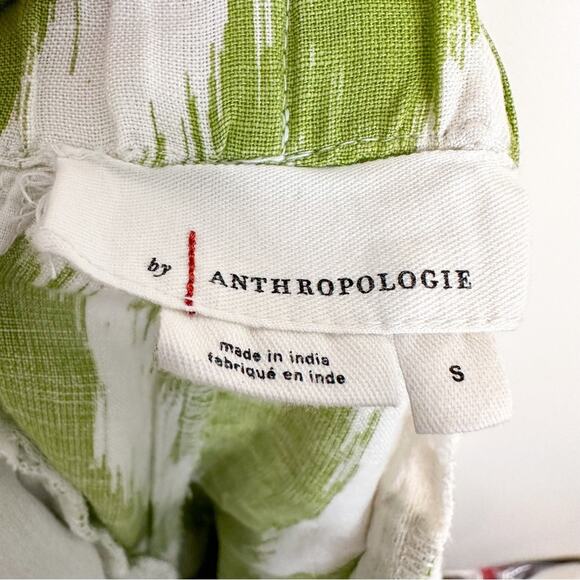 by ANTHROPOLOGIE
made in india
fabriqué en inde
S